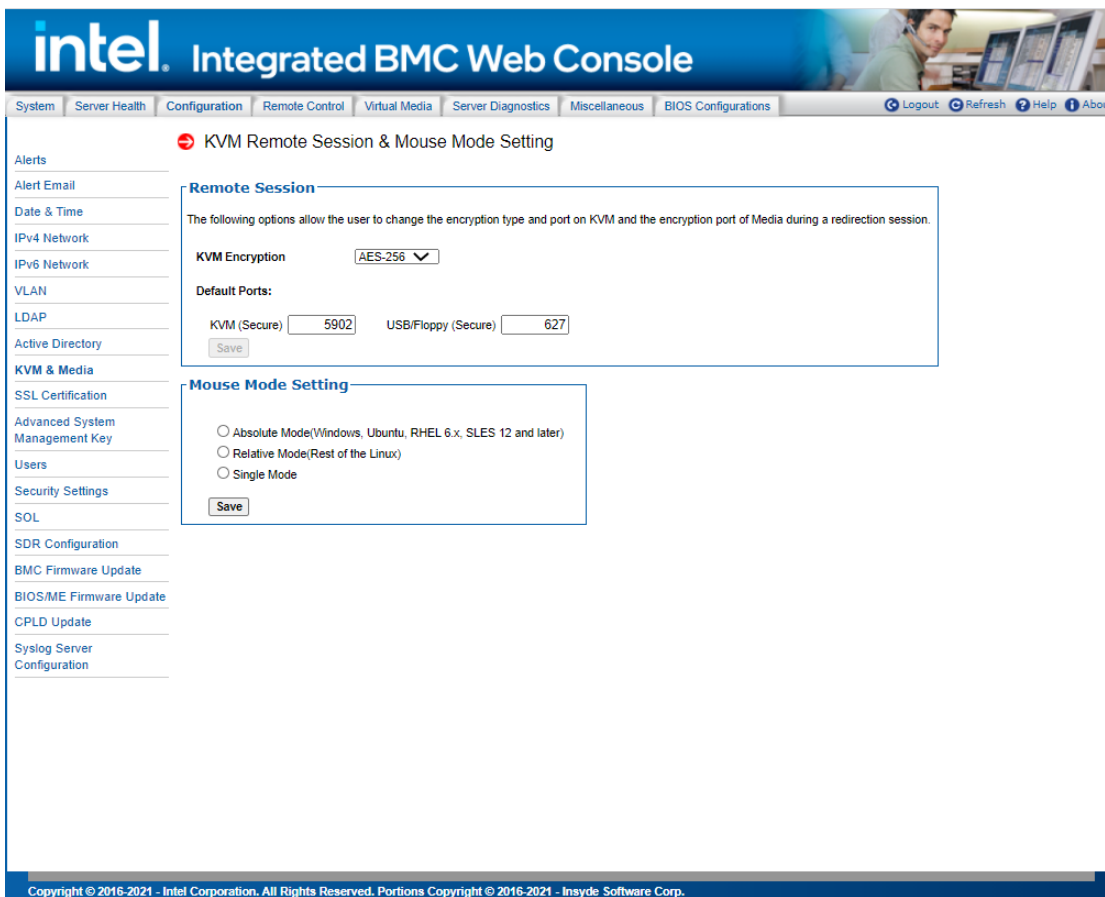 intel. Integrated BMC Web Console
System Server Health Configuration Remote Control Virtual Media Server Diagnostics Miscellaneous BIOS Configurations Logout Refresh Help Abou
KVM Remote Session & Mouse Mode Setting
Alerts
Alert Email
Date & Time
IPv4 Network
IPv6 Network
VLAN
LDAP
Active Directory
KVM & Media
SSL Certification
Advanced System
Management Key
Users
Security Settings
SOL
SDR Configuration
BMC Firmware Update
BIOS/ME Firmware Update
CPLD Update
Syslog Server
Configuration
Remote Session
The following options allow the user to change the encryption type and port on KVM and the encryption port of Media during a redirection session.
KVM Encryption AES-256
Default Ports:
KVM (Secure) 5902 USB/Floppy (Secure) 627
Save
Mouse Mode Setting
Absolute Mode(Windows, Ubuntu, RHEL 6.x, SLES 12 and later)
Relative Mode(Rest of the Linux)
Single Mode
Save
Copyright © 2016-2021 - Intel Corporation. All Rights Reserved. Portions Copyright © 2016-2021 - Insyde Software Corp.